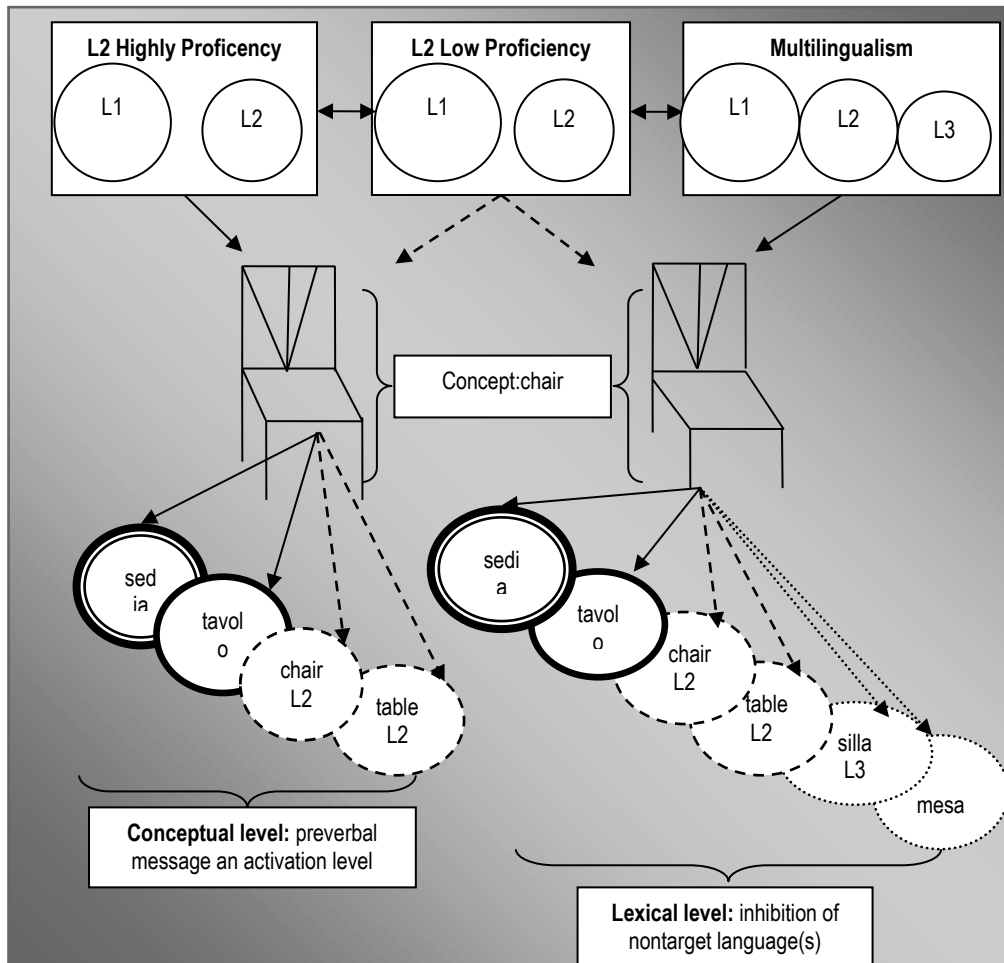 L2 Highly Proficency
L1
L2
L2 Low Proficiency
L1
L2
Multilingualism
L1
L2
L3
Concept:chair
sed
ia
tavol
o
chair
L2
table
L2
sedi
a
tavol
o
chair
L2
table
L2
silla
L3
mesa
Conceptual level: preverbal
message an activation level
Lexical level: inhibition of
nontarget language(s)